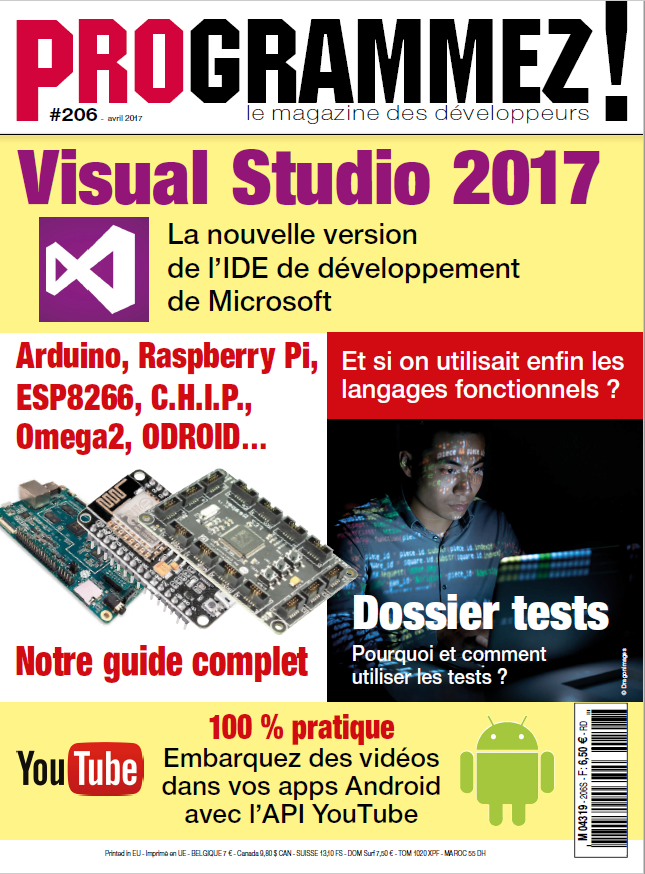 PROGRAMMEZ!
#206 - avril 2017
le magazine des développeurs
Visual Studio 2017
La nouvelle version
de l'IDE de développement
de Microsoft
Arduino, Raspberry Pi,
ESP8266, C.H.I.P.,
Omega2, ODROID...
Notre guide complet
Et si on utilisait enfin les
langages fonctionnels ?
Dossier tests
Pourquoi et comment
utiliser les tests ?
© Dragonimages
YouTube
100 % pratique
Embarquez des vidéos
dans vos apps Android
avec l'API YouTube
M 04319 - 206S - F: 6,50 € - RD
Printed in EU - Imprimé en UE - BELGIQUE 7 € - Canada 9,80 $ CAN - SUISSE 13,10 FS - DOM Surf 7,50 € - TOM 1020 XPF - MAROC 55 DH